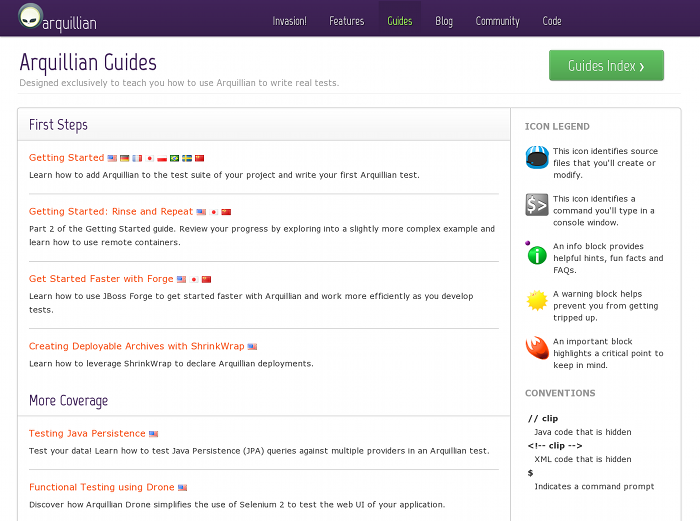 arquillian
Invasion! Features Guides Blog Community Code
Arquillian Guides
Designed exclusively to teach you how to use Arquillian to write real tests.
Guides Index ›
First Steps
Getting Started
Learn how to add Arquillian to the test suite of your project and write your first Arquillian test.
Getting Started: Rinse and Repeat
Part 2 of the Getting Started guide. Review your progress by exploring into a slightly more complex example and
learn how to use remote containers.
Get Started Faster with Forge
Learn how to use JBoss Forge to get started faster with Arquillian and work more efficiently as you develop
tests.
Creating Deployable Archives with ShrinkWrap
Learn how to leverage ShrinkWrap to declare Arquillian deployments.
More Coverage
Testing Java Persistence
Test your data! Learn how to test Java Persistence (JPA) queries against multiple providers in an Arquillian test.
Functional Testing using Drone
Discover how Arquillian Drone simplifies the use of Selenium 2 to test the web UI of your application.
ICON LEGEND
This icon identifies source
files that you'll create or
modify.
$>
This icon identifies a
command you'll type in a
console window.
i
An info block provides
helpful hints, fun facts and
FAQs.
A warning block helps
prevent you from getting
tripped up.
An important block
highlights a critical point to
keep in mind.
CONVENTIONS
// clip
Java code that is hidden
<!-- clip -->
XML code that is hidden
$
Indicates a command prompt